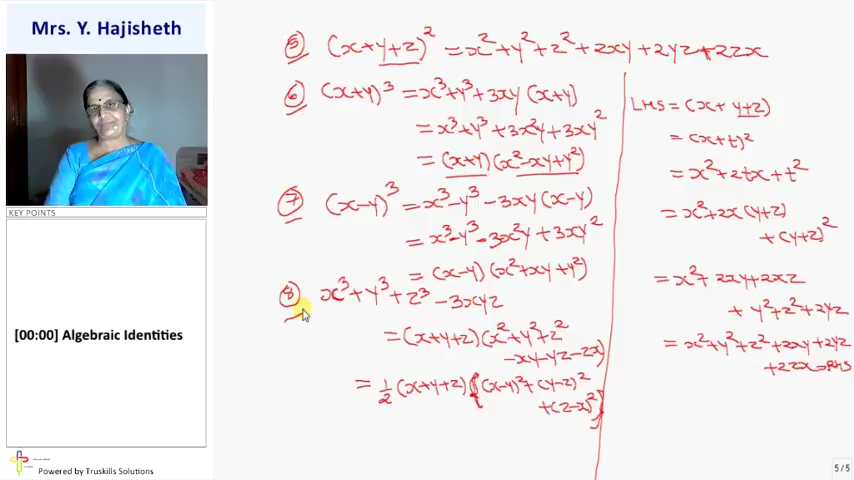 Mrs. Y. Hajisheth
KEY POINTS
[00:00] Algebraic Identities
Powered by Truskills Solutions
5 (x+y+z)² = x²+y²+z²+2xy+2yz+2zx
6 (x+y)³ = x³+y³+3xy(x+y)
= x³+y³+3x²y+3xy²
= (x+y)(x²-xy+y²)
7 (x-y)³ = x³-y³-3xy(x-y)
= x³-y³-3x²y+3xy²
= (x-y)(x²+xy+y²)
8 x³+y³+z³-3xyz
= (x+y+z)(x²+y²+z²
-xy-yz-zx)
= 1/2 (x+y+z){(x-y)²+(y-z)²
+(z-x)²}
LHS = (x+y+z)
= (x+t)²
= x²+2tx+t²
= x²+2x(y+z)
+(y+z)²
= x²+2xy+2xz
+y²+z²+2yz
= x²+y²+z²+2xy+2yz
+2zx=RHS
5/5